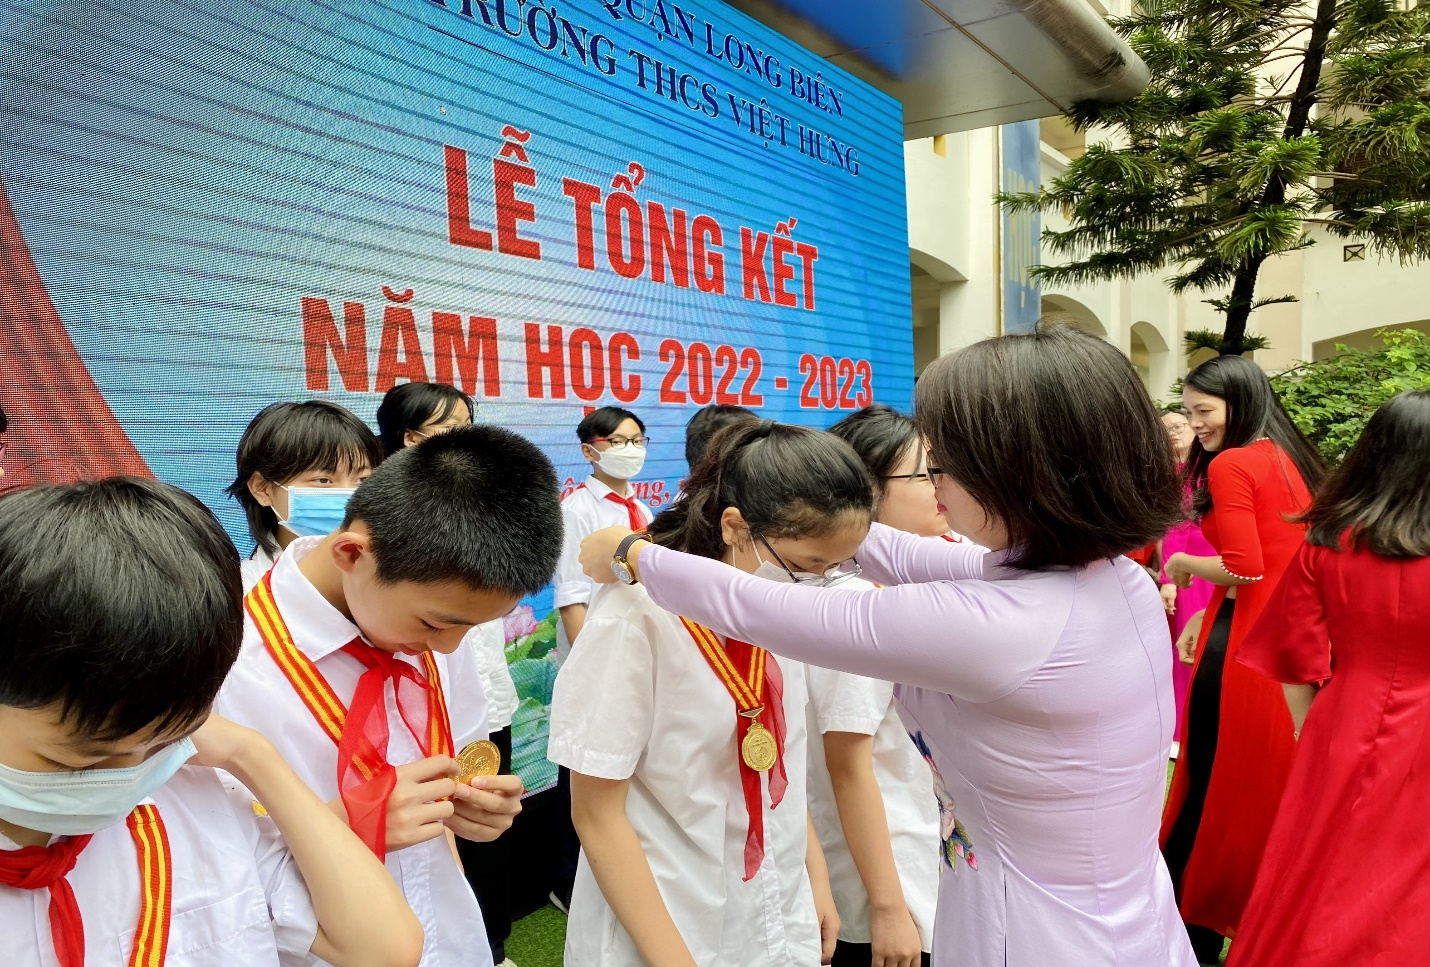 QUẬN LONG BIÊN
TRƯỜNG THCS VIỆT HƯNG
LỄ TỔNG KẾT
NĂM HỌC 2022 - 2023